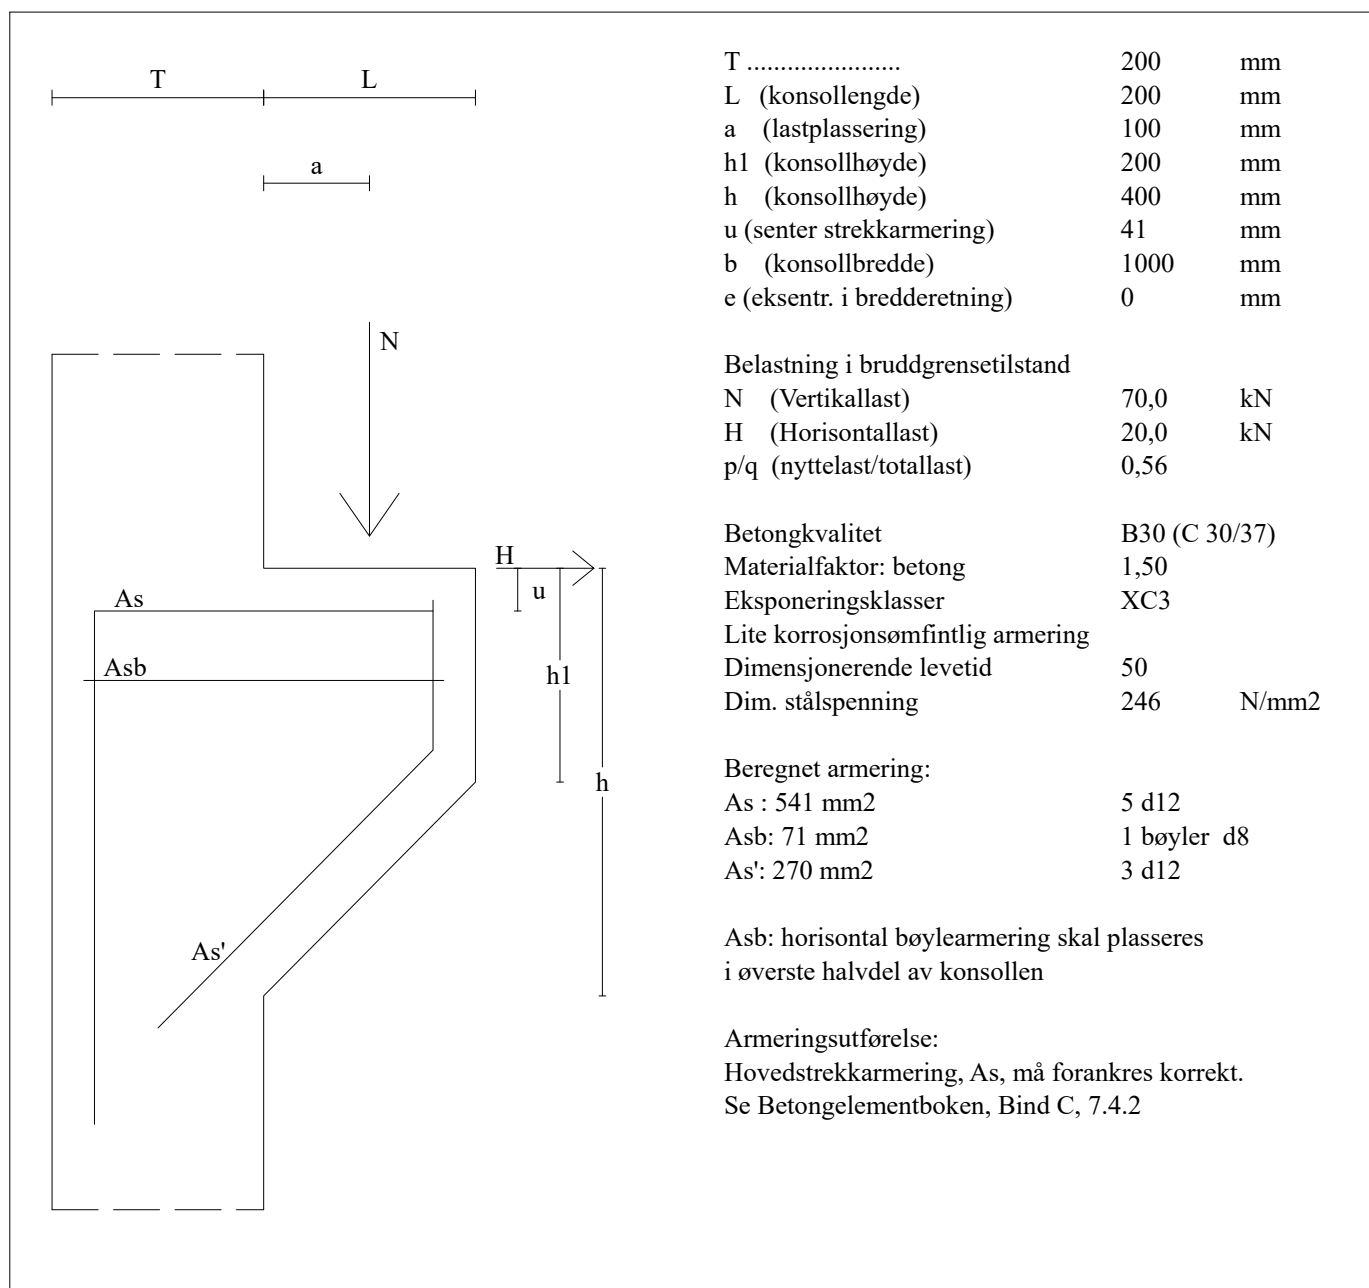 T
L
a
N
H
u
As
Asb
h1
h
As'
T ....................... 200 mm
L (konsollengde) 200 mm
a (lastplassering) 100 mm
h1 (konsollhøyde) 200 mm
h (konsollhøyde) 400 mm
u (senter strekkarmering) 41 mm
b (konsollbredde) 1000 mm
e (eksentr. i bredderetning) 0 mm
Belastning i bruddgrensetilstand
N (Vertikallast) 70,0 kN
H (Horisontallast) 20,0 kN
p/q (nyttelast/totallast) 0,56
Betongkvalitet B30 (C 30/37)
Materialfaktor: betong 1,50
Eksponeringsklasser XC3
Lite korrosjonsømfintlig armering
Dimensjonerende levetid 50
Dim. stålspenning 246 N/mm2
Beregnet armering:
As : 541 mm2 5 d12
Asb: 71 mm2 1 bøyler d8
As': 270 mm2 3 d12
Asb: horisontal bøylearmering skal plasseres
i øverste halvdel av konsollen
Armeringsutførelse:
Hovedstrekkarmering, As, må forankres korrekt.
Se Betongelementboken, Bind C, 7.4.2